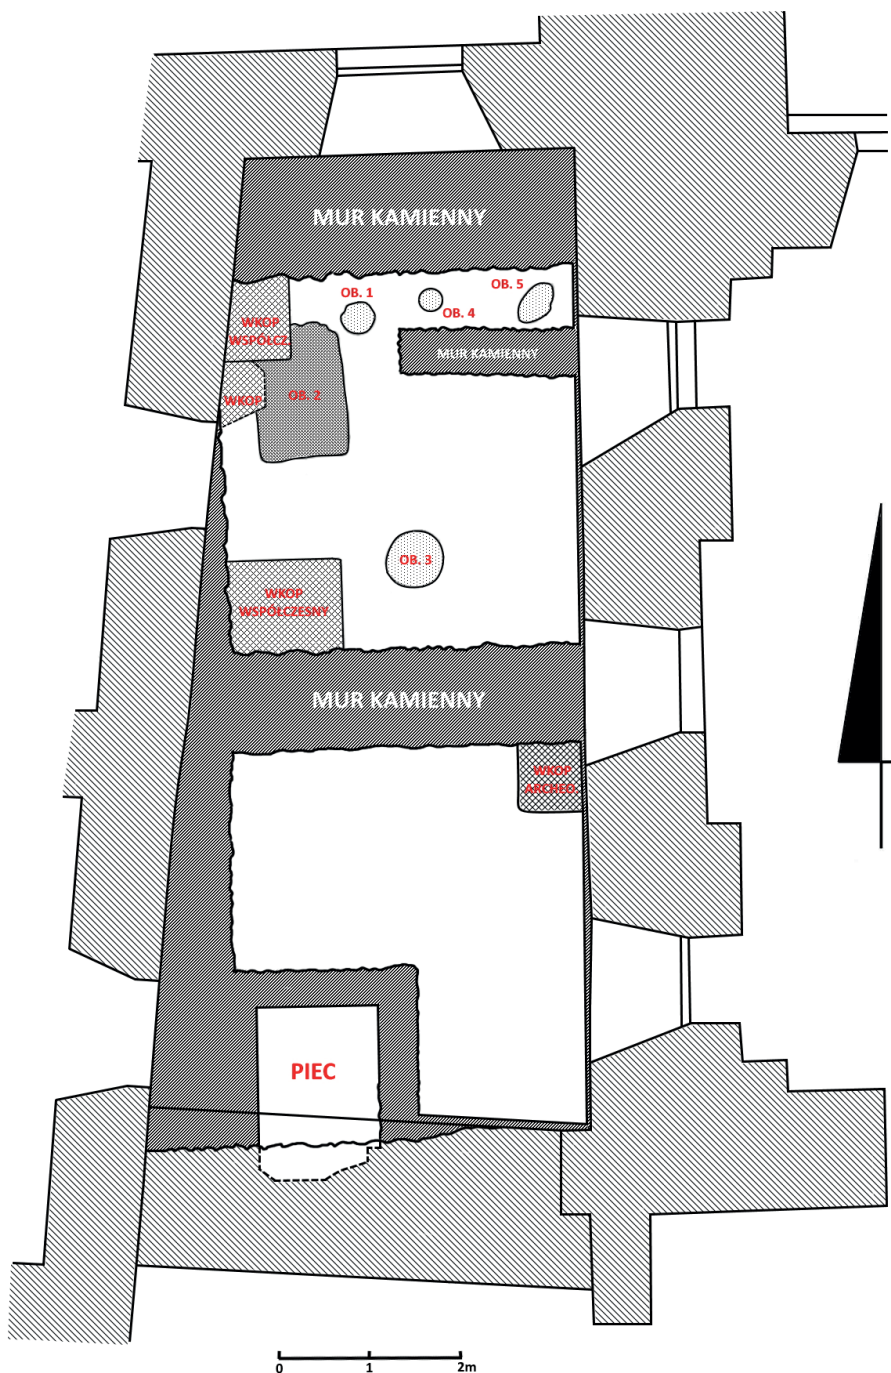 MUR KAMIENNY
OB. 1
OB. 4
OB. 5
WKOP
WSPÓŁCZ.
MUR KAMIENNY
WKOP
OB. 2
OB. 3
WKOP
WSPÓŁCZESNY
MUR KAMIENNY
WKOP
ARCHEO.
PIEC
0 1 2m